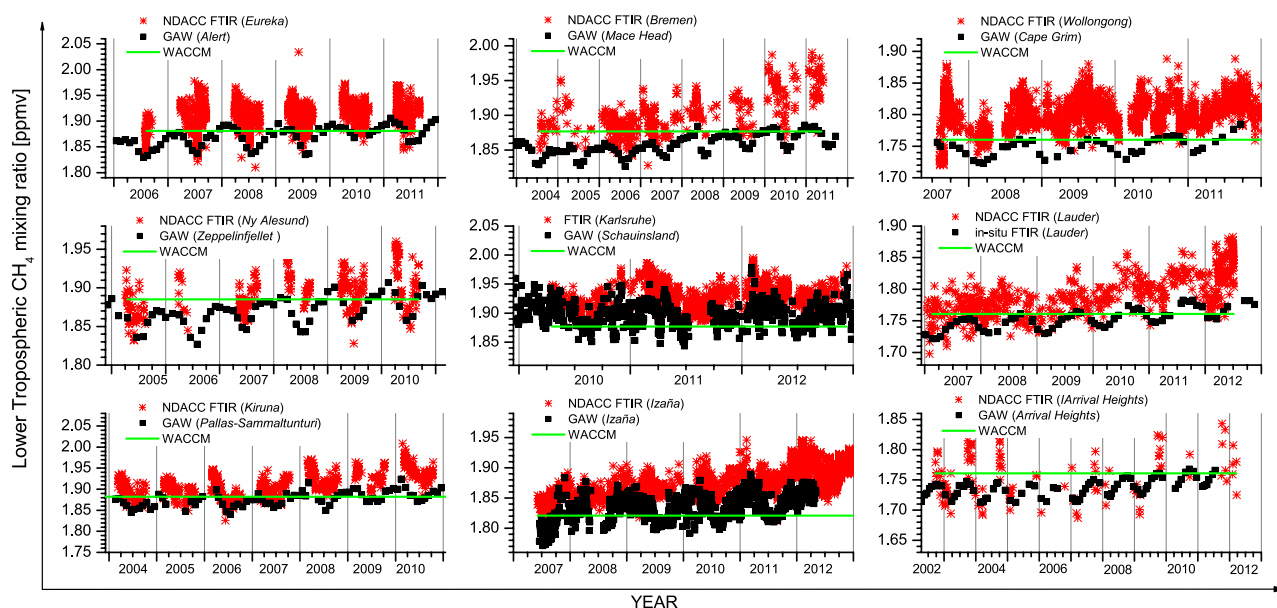 Lower Tropospheric CH4 mixing ratio [ppmv]
NDACC FTIR (Eureka)
GAW (Alert)
WACCM
2.05
2.00
1.95
1.90
1.85
1.80
2006 2007 2008 2009 2010 2011
NDACC FTIR (Bremen)
GAW (Mace Head)
WACCM
2.00
1.95
1.90
1.85
1.80
2004 2005 2006 2007 2008 2009 2010 2011
NDACC FTIR (Wollongong)
GAW (Cape Grim)
WACCM
1.90
1.85
1.80
1.75
1.70
2007 2008 2009 2010 2011
NDACC FTIR (Ny Alesund)
GAW (Zeppelinfjellet )
WACCM
1.95
1.90
1.85
1.80
2005 2006 2007 2008 2009 2010
FTIR (Karlsruhe)
GAW (Schauinsland)
WACCM
2.05
2.00
1.95
1.90
1.85
2010 2011 2012
NDACC FTIR (Lauder)
in-situ FTIR (Lauder)
WACCM
1.90
1.85
1.80
1.75
1.70
2007 2008 2009 2010 2011 2012
NDACC FTIR (Kiruna)
GAW (Pallas-Sammaltunturi)
WACCM
2.05
2.00
1.95
1.90
1.85
1.80
1.75
2004 2005 2006 2007 2008 2009 2010
NDACC FTIR (Izaña)
GAW (Izaña)
WACCM
1.95
1.90
1.85
1.80
2007 2008 2009 2010 2011 2012
NDACC FTIR (IArrival Heights)
GAW (Arrival Heights)
WACCM
1.85
1.80
1.75
1.70
1.65
2002 2003 2004 2005 2006 2007 2008 2009 2010 2011 2012
YEAR